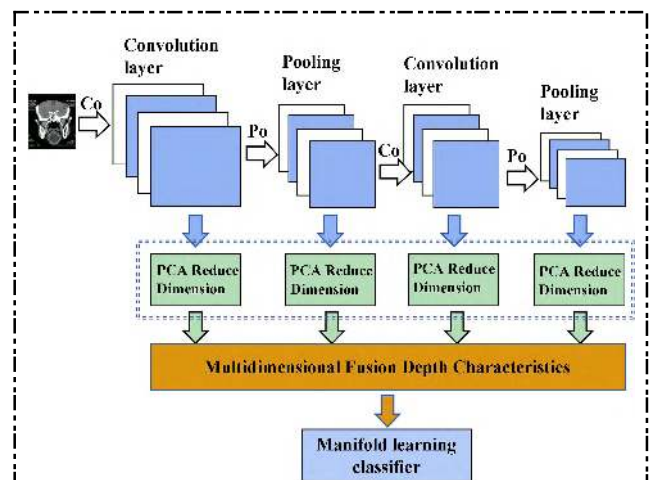 Convolution
layer
Pooling
layer
Convolution
layer
Pooling
layer
Co
Po
Co
Po
PCA Reduce
Dimension
PCA Reduce
Dimension
PCA Reduce
Dimension
PCA Reduce
Dimension
Multidimensional Fusion Depth Characteristics
Manifold learning
classifier